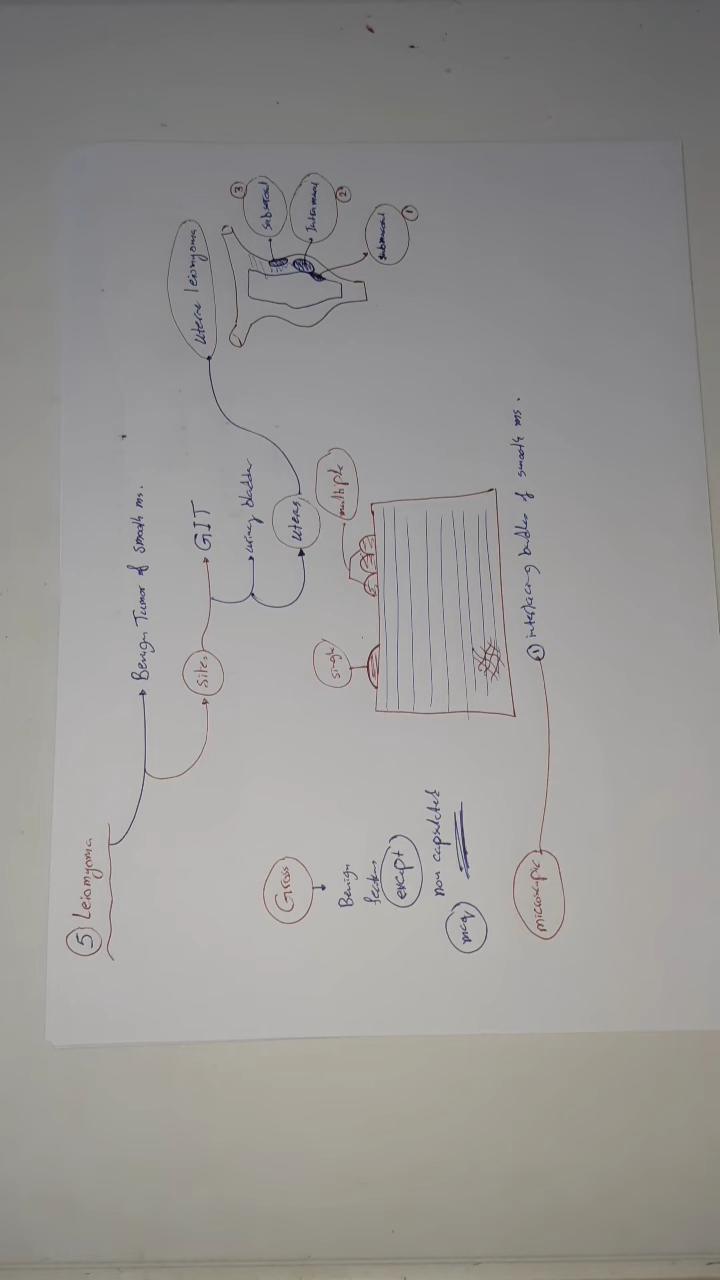 ⑤ Leiomyoma
Benign Tumor of smooth ms.
Sites
GIT
urinary bladder
Uterus
Uterine leiomyoma
③
Subserosal
Intramural
②
submucosal
①
Gross
Benign
features
except
non capsulated
mcq
single
multiple
microscopic
① interlacing bundles of smooth ms.